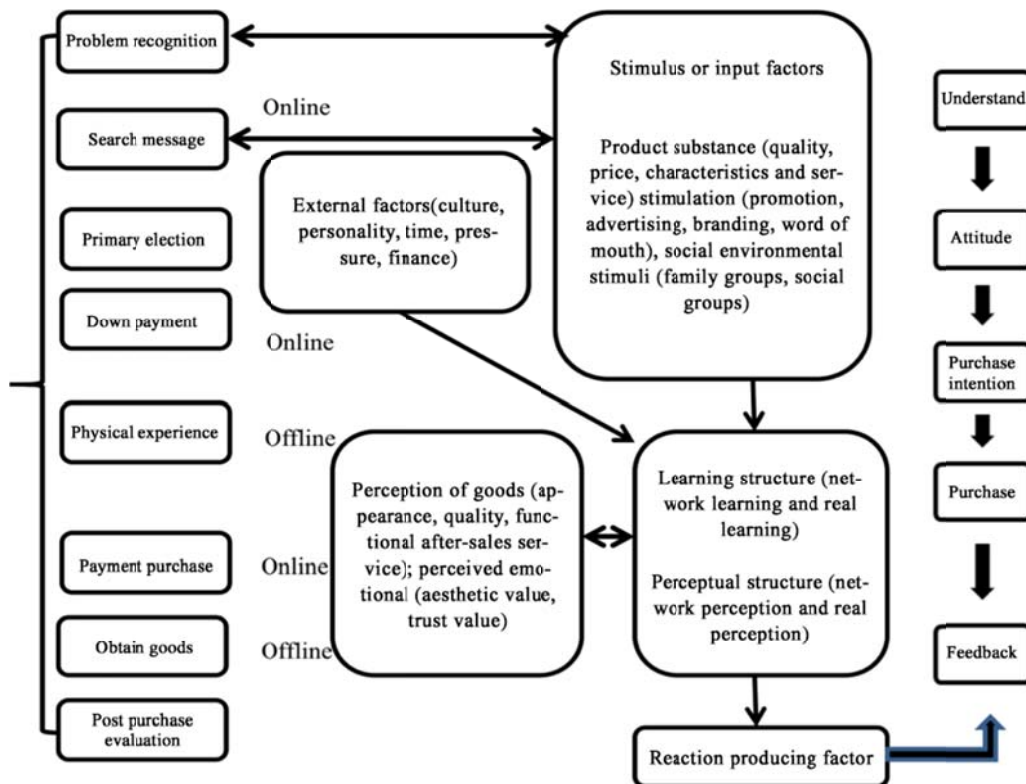 Problem recognition
Search message
Primary election
Down payment
Physical experience
Payment purchase
Obtain goods
Post purchase
evaluation
Online
Online
Offline
Online
Offline
External factors(culture,
personality, time, pres-
sure, finance)
Perception of goods (ap-
pearance, quality, func-
tional after-sales ser-
vice); perceived emo-
tional (aesthetic value,
trust value)
Stimulus or input factors
Product substance (quality,
price, characteristics and ser-
vice) stimulation (promotion,
advertising, branding, word of
mouth), social environmental
stimuli (family groups, social
groups)
Learning structure (net-
work learning and real
learning)
Perceptual structure (net-
work perception and real
perception)
Reaction producing factor
Understand
Attitude
Purchase
intention
Purchase
Feedback